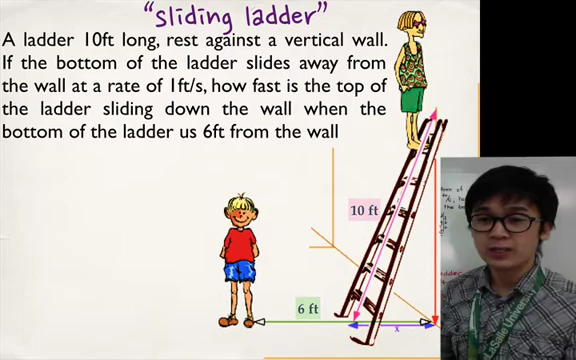 "sliding ladder"
A ladder 10ft long, rest against a vertical wall.
If the bottom of the ladder slides away from
the wall at a rate of 1ft/s, how fast is the top of
the ladder sliding down the wall when the
bottom of the ladder us 6ft from the wall
10 ft
6 ft
x